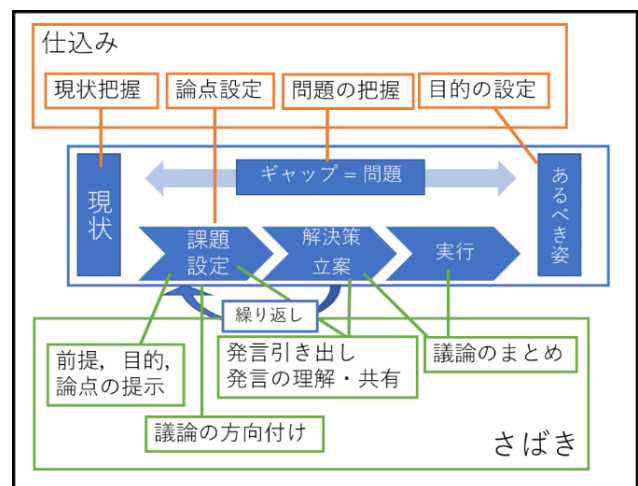 仕込み
現状把握
論点設定
問題の把握
目的の設定
現状
ギャップ = 問題
あるべき姿
課題
設定
解決策
立案
実行
繰り返し
前提，目的，
論点の提示
発言引き出し
発言の理解・共有
議論のまとめ
議論の方向付け
さばき